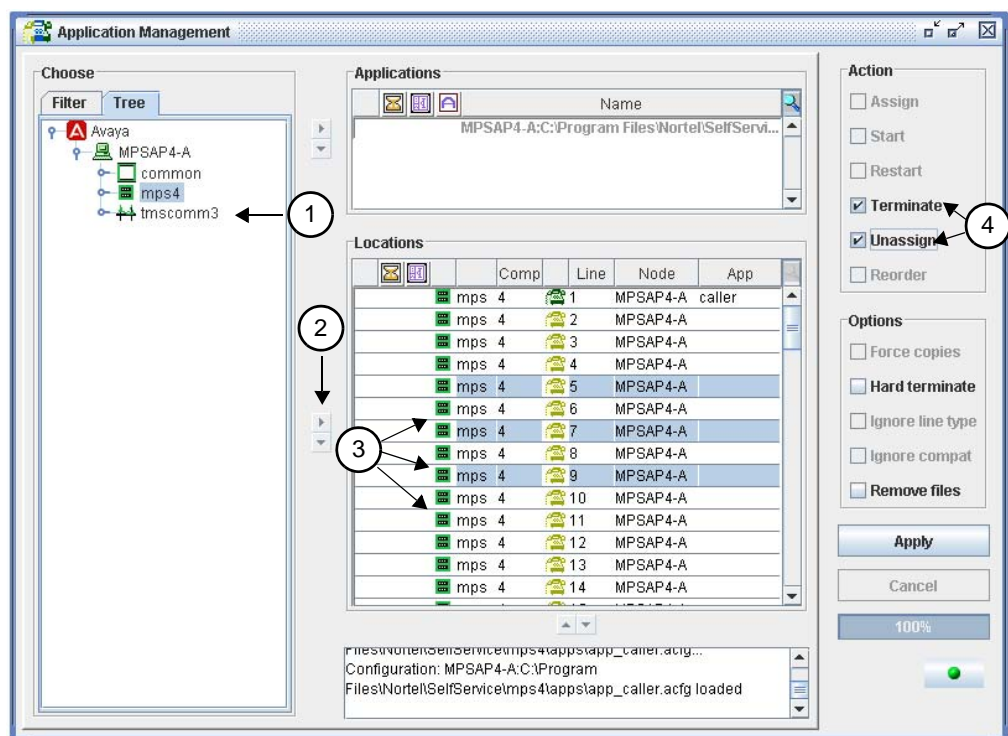 Application Management
Choose
Filter Tree
Avaya
MPSAP4-A
common
mps4
tmscomm3
1
2
3
Applications
Name
MPSAP4-A:C:\Program Files\Nortel\SelfServi...
Locations
Comp Line Node App
mps 4 1 MPSAP4-A caller
mps 4 2 MPSAP4-A
mps 4 3 MPSAP4-A
mps 4 4 MPSAP4-A
mps 4 5 MPSAP4-A
mps 4 6 MPSAP4-A
mps 4 7 MPSAP4-A
mps 4 8 MPSAP4-A
mps 4 9 MPSAP4-A
mps 4 10 MPSAP4-A
mps 4 11 MPSAP4-A
mps 4 12 MPSAP4-A
mps 4 13 MPSAP4-A
mps 4 14 MPSAP4-A
Files\Nortel\SelfService\mps4\apps\app_caller.acfg...
Configuration: MPSAP4-A:C:\Program
Files\Nortel\SelfService\mps4\apps\app_caller.acfg loaded
Action
Assign
Start
Restart
Terminate
4
Unassign
Reorder
Options
Force copies
Hard terminate
Ignore line type
Ignore compat
Remove files
Apply
Cancel
100%